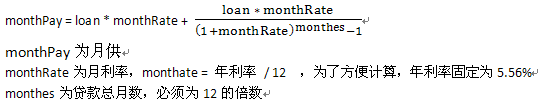 monthPay = loan * monthRate + loan * monthRate / (1+monthRate)^monthes −1
monthPay 为月供
monthRate 为月利率，monthate = 年利率 / 12 ，为了方便计算，年利率固定为 5.56%
monthes 为贷款总月数，必须为 12 的倍数